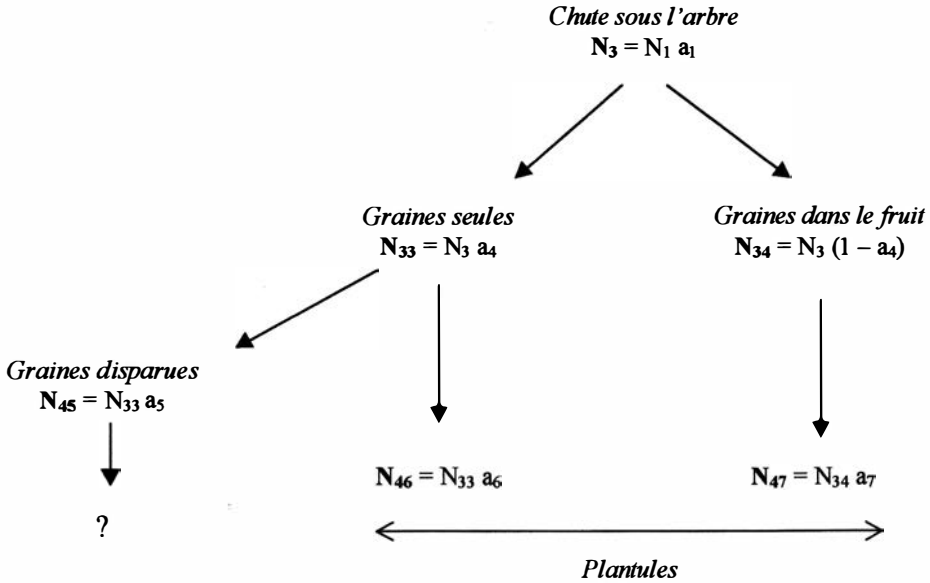 Chute sous l'arbre
N₃ = N₁ a₁
Graines seules
N₃₃ = N₃ a₄
Graines dans le fruit
N₃₄ = N₃ (1 – a₄)
Graines disparues
N₄₅ = N₃₃ a₅
N₄₆ = N₃₃ a₆
N₄₇ = N₃₄ a₇
?
Plantules